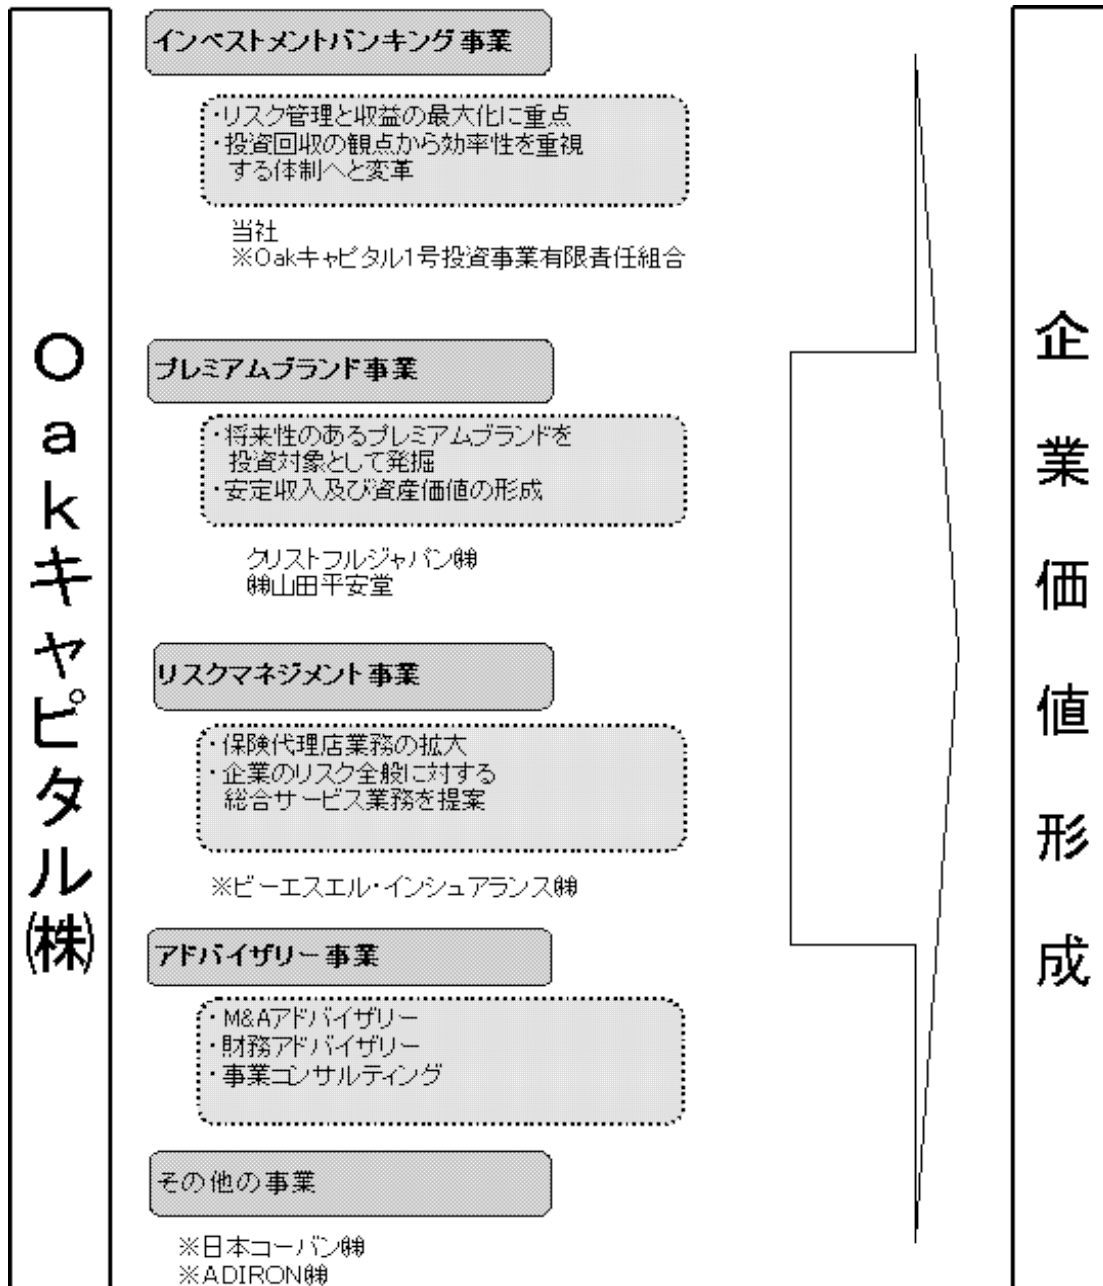 Oakキャピタル(株)
インベストメントバンキング事業
・リスク管理と収益の最大化に重点
・投資回収の観点から効率性を重視
する体制へと変革
当社
※Oakキャピタル1号投資事業有限責任組合
プレミアムブランド事業
・将来性のあるプレミアムブランドを
投資対象として発掘
・安定収入及び資産価値の形成
クリストフルジャパン㈱
㈱山田平安堂
リスクマネジメント事業
・保険代理店業務の拡大
・企業のリスク全般に対する
総合サービス業務を提案
※ビーエスエル・インシュアランス㈱
アドバイザリー事業
・M&Aアドバイザリー
・財務アドバイザリー
・事業コンサルティング
その他の事業
※日本コーバン㈱
※ADIRON㈱
企業価値形成